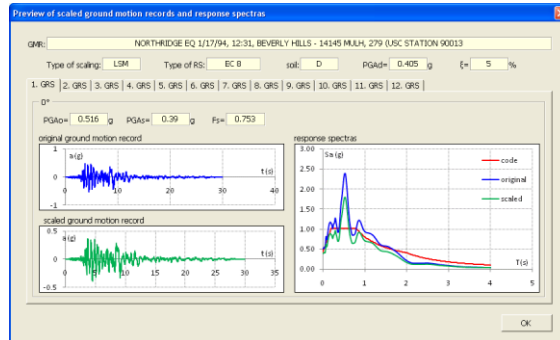 Preview of scaled ground motion records and response spectras
GMR: NORTHRIDGE EQ 1/17/94, 12:31, BEVERLY HILLS - 14145 MULH, 279 (USC STATION 90013
Type of scaling: LSM Type of RS: EC 8 soil: D PGAd= 0.405 g ξ= 5 %
1. GRS 2. GRS 3. GRS 4. GRS 5. GRS 6. GRS 7. GRS 8. GRS 9. GRS 10. GRS 11. GRS 12. GRS
D*
PGAo= 0.516 g PGAs= 0.39 g Fs= 0.753
original ground motion record
1
a(g)
t(s)
0
-1
0 10 20 30 40
scaled ground motion record
0.5
a(g)
t(s)
0.0
-0.5
0 5 10 15 20 25 30 35
response spectras
Sa (g)
3.00
2.50
2.00
1.50
1.00
0.50
0.00
code
original
scaled
T(s)
0 1 2 3 4 5
OK